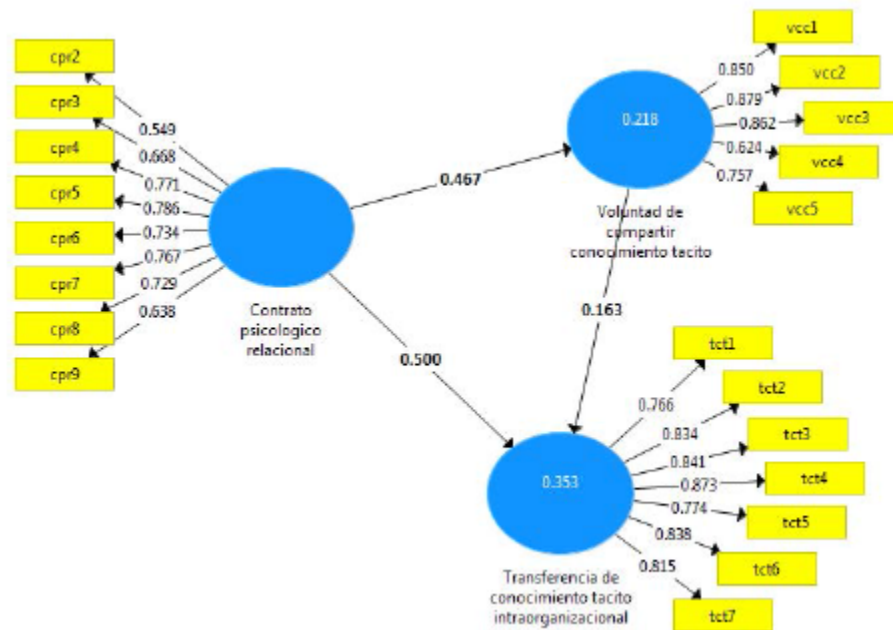 cpr2
cpr3
cpr4
cpr5
cpr6
cpr7
cpr8
cpr9
0.549
0.668
0.771
0.786
0.734
0.767
0.729
0.638
Contrato
psicologico
relacional
0.467
0.500
0.218
Voluntad de
compartir
conocimiento tacito
0.850
0.879
0.862
0.624
0.757
vcc1
vcc2
vcc3
vcc4
vcc5
0.163
0.353
Transferencia de
conocimiento tacito
intraorganizacional
0.766
0.834
0.841
0.873
0.774
0.838
0.815
tct1
tct2
tct3
tct4
tct5
tct6
tct7